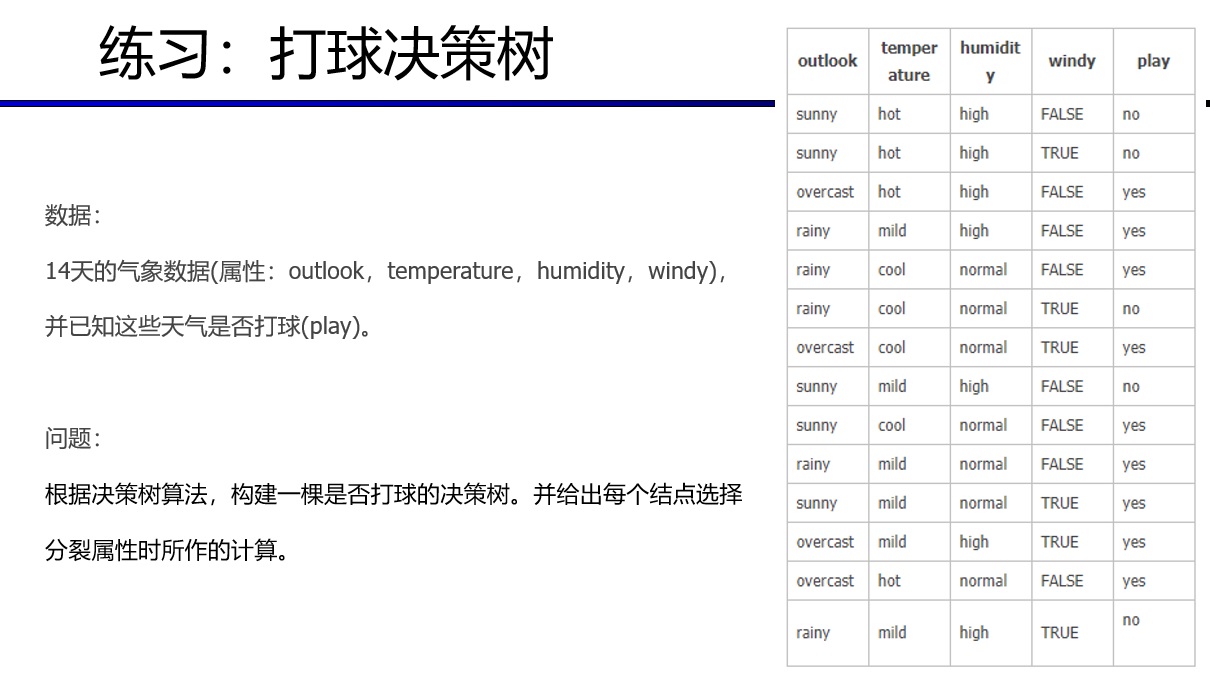 练习：打球决策树
数据：
14天的气象数据(属性：outlook，temperature，humidity，windy)，
并已知这些天气是否打球(play)。
问题：
根据决策树算法，构建一棵是否打球的决策树。并给出每个结点选择
分裂属性时所作的计算。
outlook temper humidit windy play
ature y
sunny hot high FALSE no
sunny hot high TRUE no
overcast hot high FALSE yes
rainy mild high FALSE yes
rainy cool normal FALSE yes
rainy cool normal TRUE no
overcast cool normal TRUE yes
sunny mild high FALSE no
sunny cool normal FALSE yes
rainy mild normal FALSE yes
sunny mild normal TRUE yes
overcast mild high TRUE yes
overcast hot normal FALSE yes
rainy mild high TRUE no